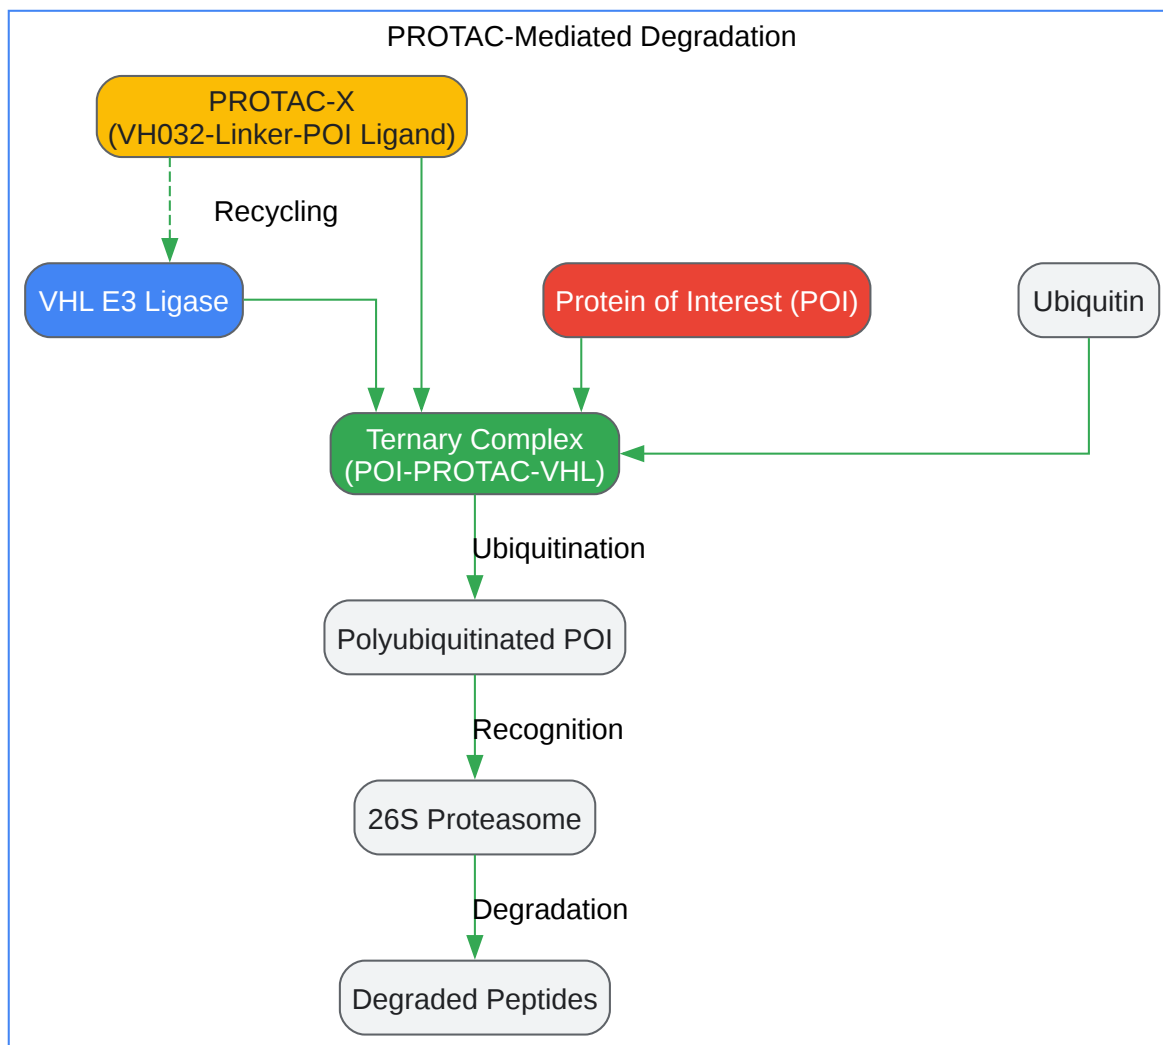 PROTAC-Mediated Degradation
PROTAC-X
(VH032-Linker-POI Ligand)
Recycling
VHL E3 Ligase
Protein of Interest (POI)
Ubiquitin
Ternary Complex
(POI-PROTAC-VHL)
Ubiquitination
Polyubiquitinated POI
Recognition
26S Proteasome
Degradation
Degraded Peptides